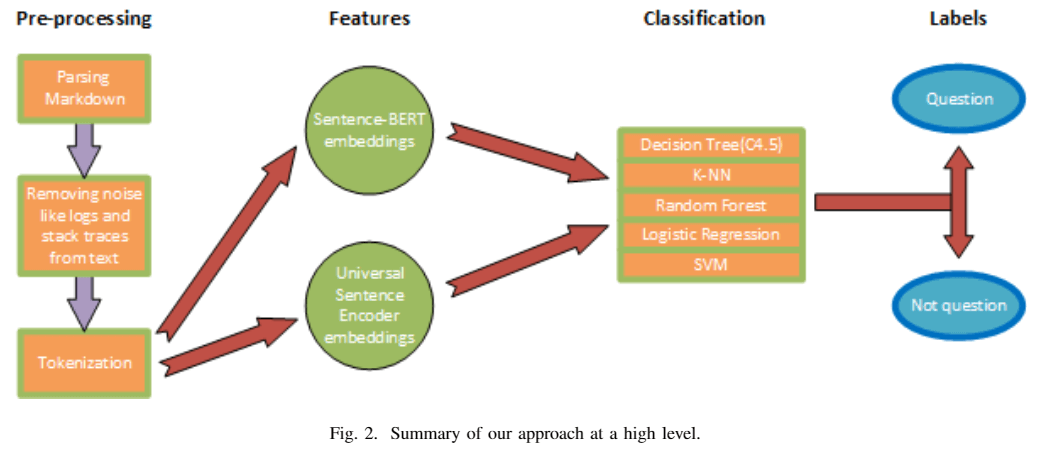 Pre-processing
Features
Classification
Labels
Parsing
Markdown
Removing noise
like logs and
stack traces
from text
Tokenization
Sentence-BERT
embeddings
Universal
Sentence
Encoder
embeddings
Decision Tree(C4.5)
K-NN
Random Forest
Logistic Regression
SVM
Question
Not question
Fig. 2. Summary of our approach at a high level.